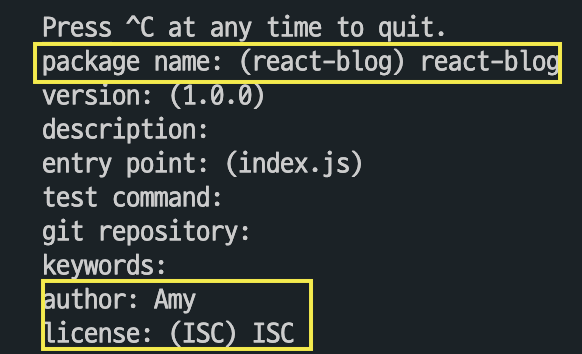 Press ^C at any time to quit.
package name: (react-blog) react-blog
version: (1.0.0)
description:
entry point: (index.js)
test command:
git repository:
keywords:
author: Amy
license: (ISC) ISC